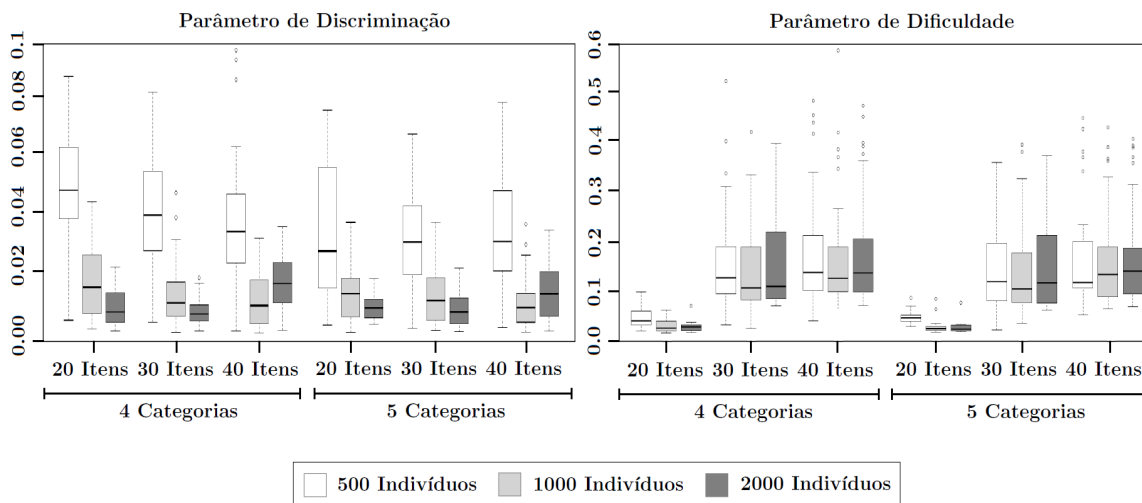 Parâmetro de Discriminação
0.1
0.08
0.06
0.04
0.02
0.00
20 Itens 30 Itens 40 Itens 20 Itens 30 Itens 40 Itens
4 Categorias 5 Categorias
Parâmetro de Dificuldade
0.6
0.5
0.4
0.3
0.2
0.1
0.0
20 Itens 30 Itens 40 Itens 20 Itens 30 Itens 40 Itens
4 Categorias 5 Categorias
500 Indivíduos 1000 Indivíduos 2000 Indivíduos